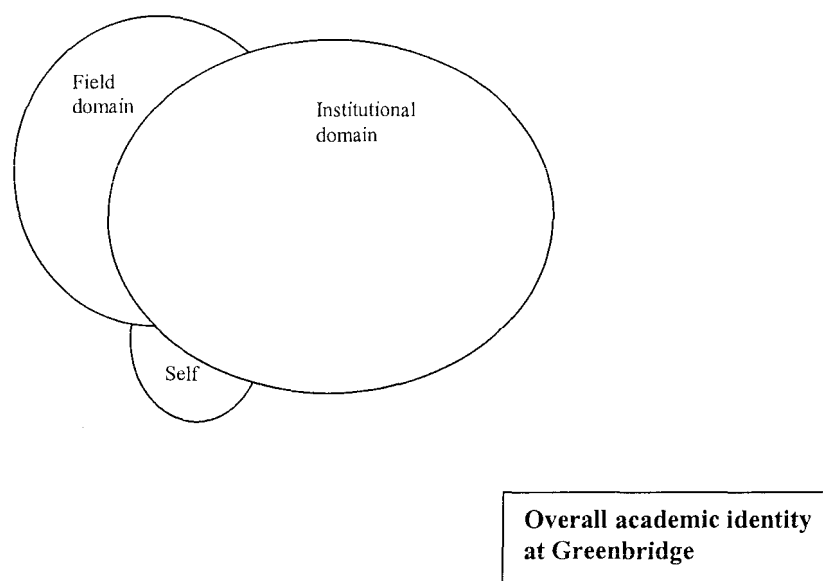 Field
domain
Institutional
domain
Self
Overall academic identity
at Greenbridge